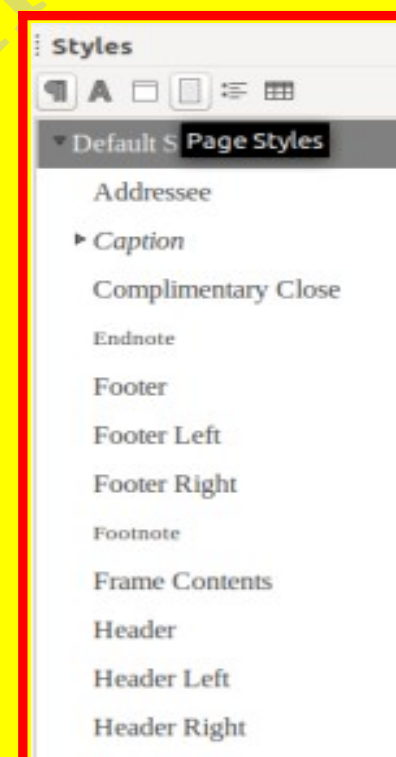 Styles
Default S Page Styles
Addressee
Caption
Complimentary Close
Endnote
Footer
Footer Left
Footer Right
Footnote
Frame Contents
Header
Header Left
Header Right